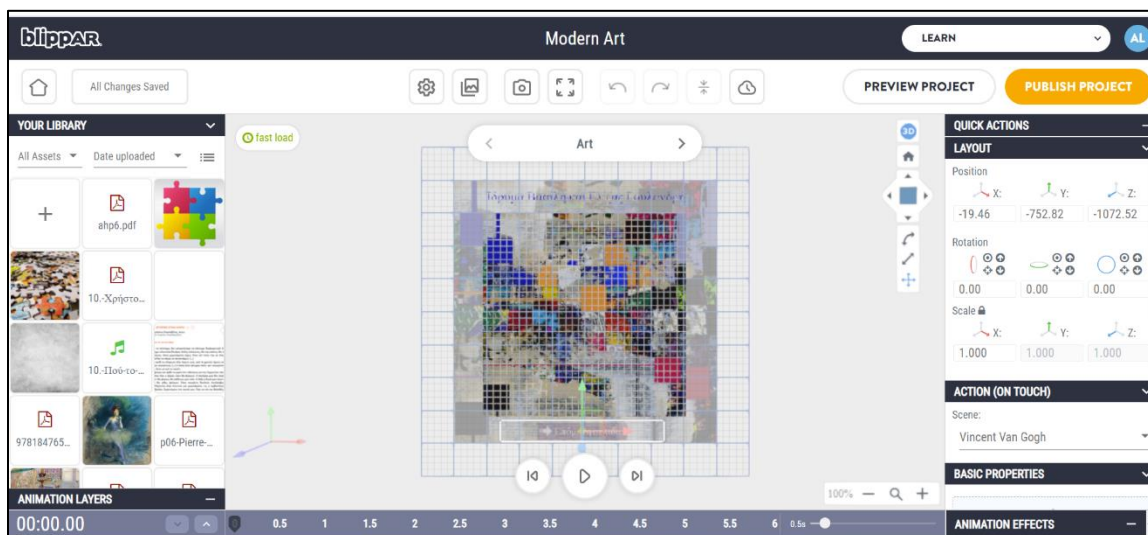 blippAR
Modern Art
LEARN
AL
All Changes Saved
PREVIEW PROJECT
PUBLISH PROJECT
YOUR LIBRARY
All Assets
Date uploaded
ahp6.pdf
10.-Χρήστο...
10.-Πού-το-...
978184765...
p06-Pierre-...
ANIMATION LAYERS
00:00.00
fast load
Art
3D
100%
0.5 1 1.5 2 2.5 3 3.5 4 4.5 5 5.5 6 0.5s
QUICK ACTIONS
LAYOUT
Position
X: Y: Z:
-19.46 -752.82 -1072.52
Rotation
0.00 0.00 0.00
Scale
X: Y: Z:
1.000 1.000 1.000
ACTION (ON TOUCH)
Scene:
Vincent Van Gogh
BASIC PROPERTIES
ANIMATION EFFECTS